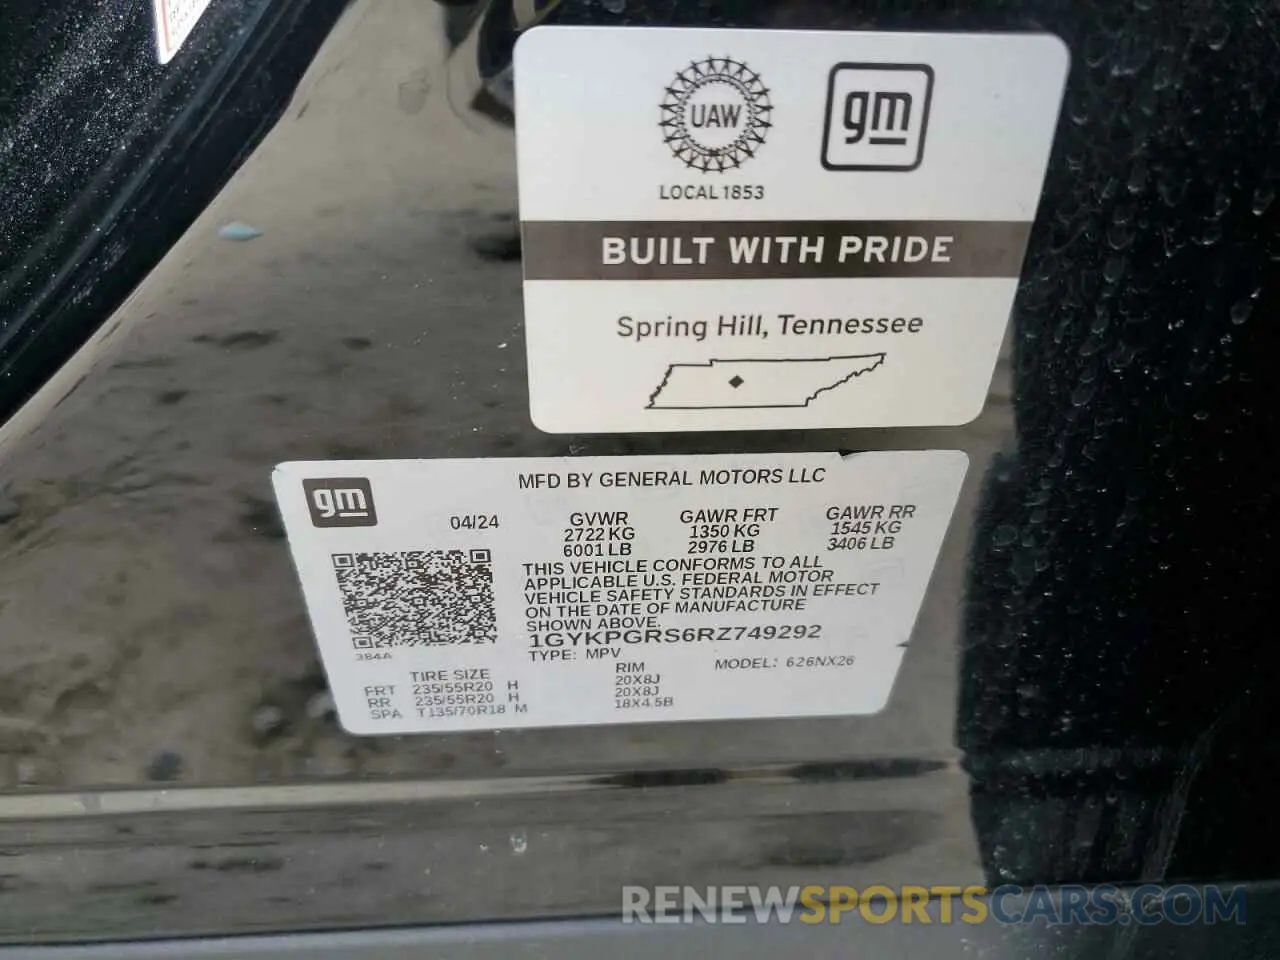 UAW
gm
LOCAL 1853
BUILT WITH PRIDE
Spring Hill, Tennessee
gm
MFD BY GENERAL MOTORS LLC
04/24
GVWR GAWR FRT GAWR RR
2722 KG 1350 KG 1545 KG
6001 LB 2976 LB 3406 LB
THIS VEHICLE CONFORMS TO ALL
APPLICABLE U.S. FEDERAL MOTOR
VEHICLE SAFETY STANDARDS IN EFFECT
ON THE DATE OF MANUFACTURE
SHOWN ABOVE.
1GYKPGRS6RZ749292
384A
TYPE: MPV MODEL: 626NX26
TIRE SIZE RIM
FRT 235/55R20 H 20X8J
RR 235/55R20 H 20X8J
SPA T135/70R18 M 18X4.5B
RENEWSPORTSCARS.COM